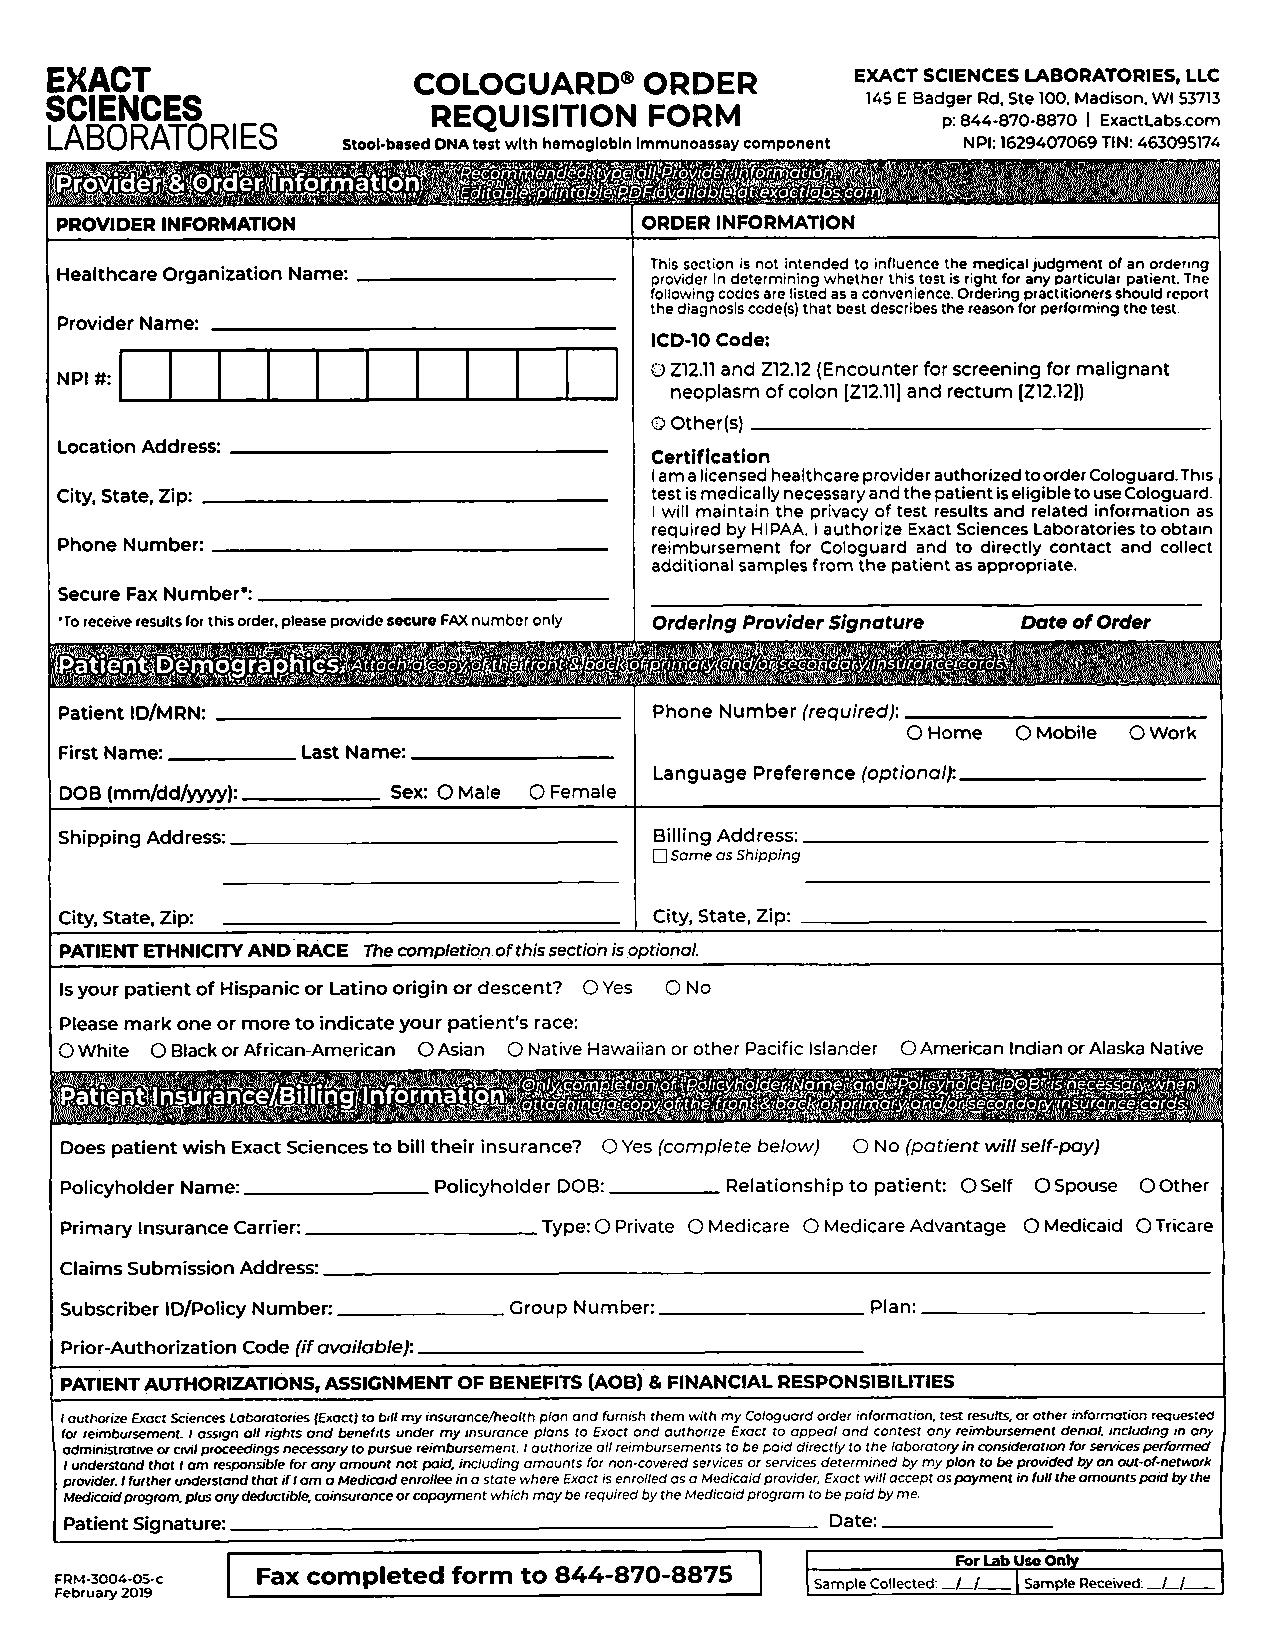 EXACT
SCIENCES
LABORATORIES
COLOGUARD® ORDER
REQUISITION FORM
Stool-based DNA test with hemoglobin immunoassay component
EXACT SCIENCES LABORATORIES, LLC
145 E Badger Rd, Ste 100, Madison, WI 53713
p: 844-870-8870 | ExactLabs.com
NPI: 1629407069 TIN: 463095174
Provider & Order Information
Recommended type all Provider Information.
Editable-printable PDF available at exactlabs.com
PROVIDER INFORMATION
Healthcare Organization Name:
Provider Name:
NPI #:
Location Address:
City, State, Zip:
Phone Number:
Secure Fax Number*:
*To receive results for this order, please provide secure FAX number only
ORDER INFORMATION
This section is not intended to influence the medical judgment of an ordering
provider in determining whether this test is right for any particular patient. The
following codes are listed as a convenience. Ordering practitioners should report
the diagnosis code(s) that best describes the reason for performing the test.
ICD-10 Code:
Z12.11 and Z12.12 (Encounter for screening for malignant
neoplasm of colon [Z12.11] and rectum [Z12.12])
Other(s)
Certification
I am a licensed healthcare provider authorized to order Cologuard. This
test is medically necessary and the patient is eligible to use Cologuard.
I will maintain the privacy of test results and related information as
required by HIPAA. I authorize Exact Sciences Laboratories to obtain
reimbursement for Cologuard and to directly contact and collect
additional samples from the patient as appropriate.
Ordering Provider Signature Date of Order
Patient Demographics Attach a copy of the front & back of primary and/or secondary insurance cards.
Patient ID/MRN:
First Name: Last Name:
DOB (mm/dd/yyyy): Sex: Male Female
Phone Number (required):
Home Mobile Work
Language Preference (optional):
Shipping Address:
City, State, Zip:
Billing Address:
Same as Shipping
City, State, Zip:
PATIENT ETHNICITY AND RACE The completion of this section is optional.
Is your patient of Hispanic or Latino origin or descent? Yes No
Please mark one or more to indicate your patient's race:
White Black or African-American Asian Native Hawaiian or other Pacific Islander American Indian or Alaska Native
Patient Insurance/Billing Information
Only completion of Policyholder Name and Policyholder DOB is necessary when
attaching a copy of the front & back of primary and/or secondary insurance cards.
Does patient wish Exact Sciences to bill their insurance? Yes (complete below) No (patient will self-pay)
Policyholder Name: Policyholder DOB: Relationship to patient: Self Spouse Other
Primary Insurance Carrier: Type: Private Medicare Medicare Advantage Medicaid Tricare
Claims Submission Address:
Subscriber ID/Policy Number: Group Number: Plan:
Prior-Authorization Code (if available):
PATIENT AUTHORIZATIONS, ASSIGNMENT OF BENEFITS (AOB) & FINANCIAL RESPONSIBILITIES
I authorize Exact Sciences Laboratories (Exact) to bill my insurance/health plan and furnish them with my Cologuard order information, test results, or other information requested
for reimbursement. I assign all rights and benefits under my insurance plans to Exact and authorize Exact to appeal and contest any reimbursement denial, including in any
administrative or civil proceedings necessary to pursue reimbursement. I authorize all reimbursements to be paid directly to the laboratory in consideration for services performed
I understand that I am responsible for any amount not paid, including amounts for non-covered services or services determined by my plan to be provided by an out-of-network
provider. I further understand that if I am a Medicaid enrollee in a state where Exact is enrolled as a Medicaid provider, Exact will accept as payment in full the amounts paid by the
Medicaid program, plus any deductible, coinsurance or copayment which may be required by the Medicaid program to be paid by me.
Patient Signature: Date:
FRM-3004-05-c
February 2019
Fax completed form to 844-870-8875
For Lab Use Only
Sample Collected: / / Sample Received: / /